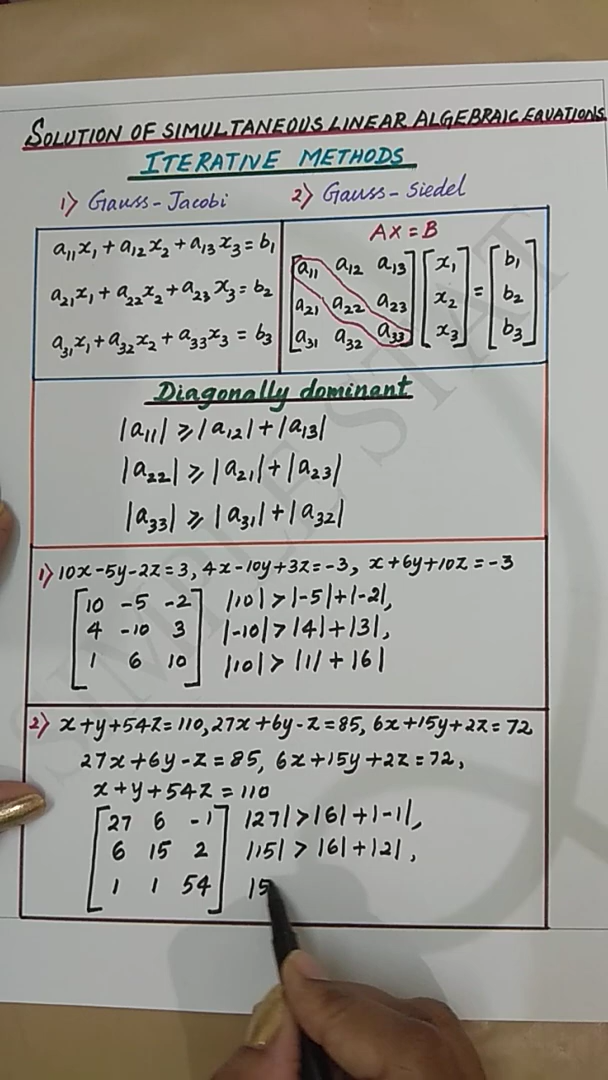 SOLUTION OF SIMULTANEOUS LINEAR ALGEBRAIC EQUATIONS
ITERATIVE METHODS
1) Gauss-Jacobi 2) Gauss-Siedel
a₁₁x₁ + a₁₂x₂ + a₁₃x₃ = b₁
a₂₁x₁ + a₂₂x₂ + a₂₃x₃ = b₂
a₃₁x₁ + a₃₂x₂ + a₃₃x₃ = b₃
AX = B
[a₁₁ a₁₂ a₁₃] [x₁] [b₁]
[a₂₁ a₂₂ a₂₃] [x₂] = [b₂]
[a₃₁ a₃₂ a₃₃] [x₃] [b₃]
Diagonally dominant
|a₁₁| ⩾ |a₁₂| + |a₁₃|
|a₂₂| ⩾ |a₂₁| + |a₂₃|
|a₃₃| ⩾ |a₃₁| + |a₃₂|
1) 10x - 5y - 2z = 3, 4x - 10y + 3z = -3, x + 6y + 10z = -3
[10 -5 -2] |10| > |-5| + |-2|,
[4 -10 3] |-10| > |4| + |3|,
[1 6 10] |10| > |1| + |6|
2) x + y + 54z = 110, 27x + 6y - z = 85, 6x + 15y + 2z = 72
27x + 6y - z = 85, 6x + 15y + 2z = 72,
x + y + 54z = 110
[27 6 -1] |27| > |6| + |-1|,
[6 15 2] |15| > |6| + |2|,
[1 1 54] |5
SIMPLE STAT